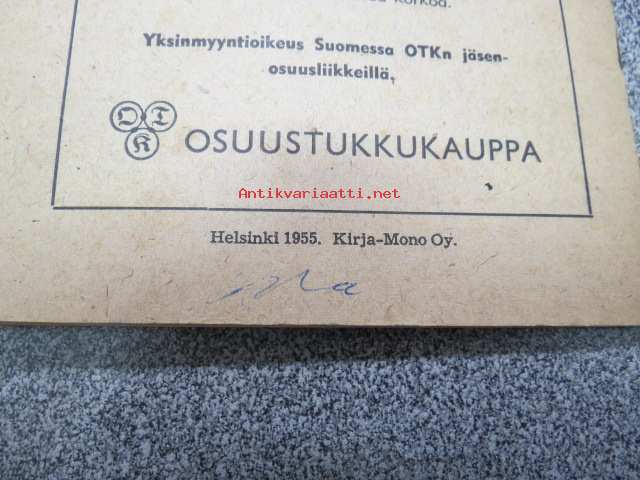 Yksinmyyntioikeus Suomessa OTKn jäsen-
osuusliikkeillä,
O T K OSUUSTUKKUKAUPPA
Antikvariaatti.net
Helsinki 1955. Kirja-Mono Oy.